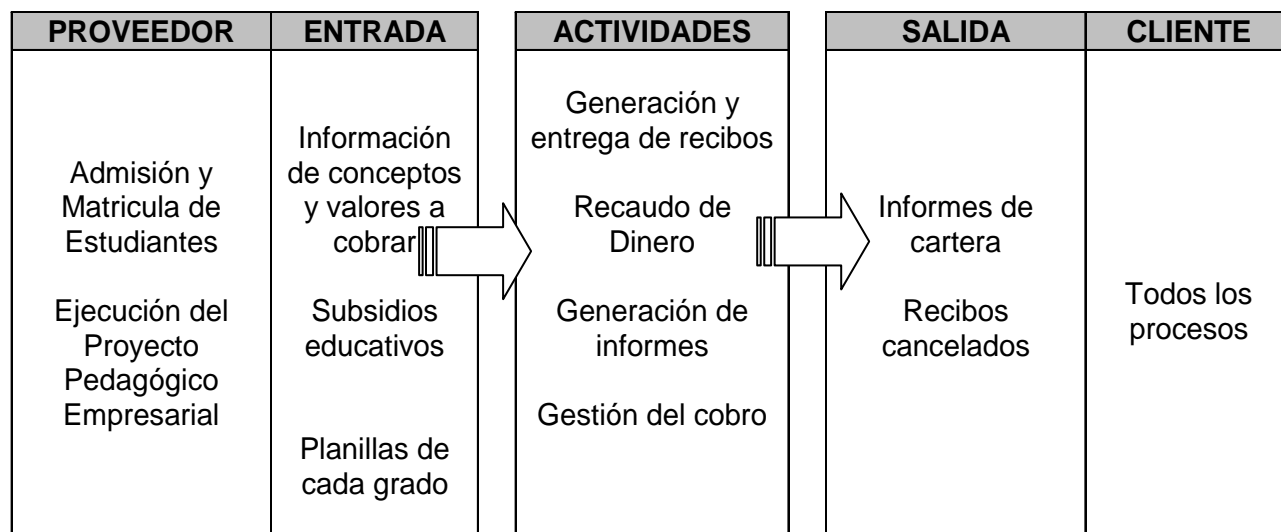 PROVEEDOR
ENTRADA
ACTIVIDADES
SALIDA
CLIENTE
Admisión y
Matricula de
Estudiantes
Ejecución del
Proyecto
Pedagógico
Empresarial
Información
de conceptos
y valores a
cobrar
Subsidios
educativos
Planillas de
cada grado
Generación y
entrega de recibos
Recaudo de
Dinero
Generación de
informes
Gestión del cobro
Informes de
cartera
Recibos
cancelados
Todos los
procesos